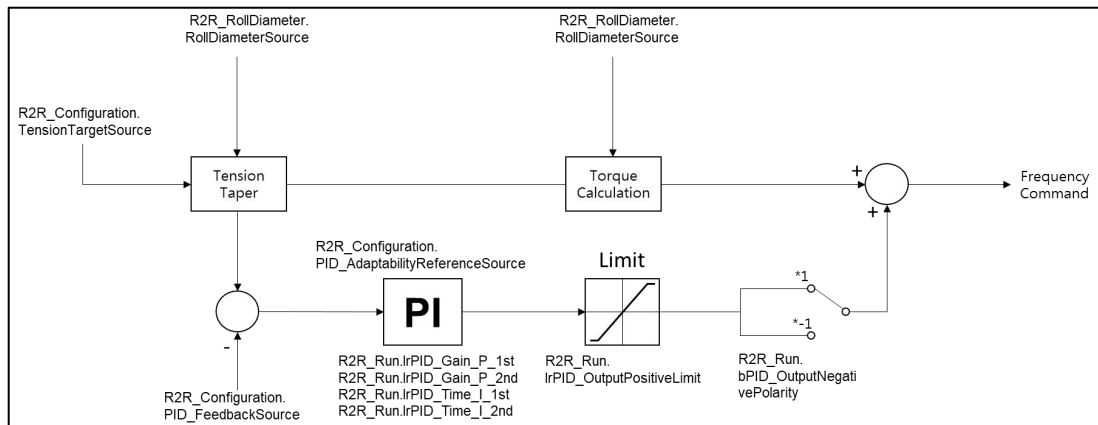 R2R_RollDiameter.
RollDiameterSource
R2R_RollDiameter.
RollDiameterSource
R2R_Configuration.
TensionTargetSource
Tension
Taper
Torque
Calculation
+
+
Frequency
Command
R2R_Configuration.
PID_AdaptabilityReferenceSource
Limit
PI
*1
*-1
-
R2R_Configuration.
PID_FeedbackSource
R2R_Run.lrPID_Gain_P_1st
R2R_Run.lrPID_Gain_P_2nd
R2R_Run.lrPID_Time_I_1st
R2R_Run.lrPID_Time_I_2nd
R2R_Run.
lrPID_OutputPositiveLimit
R2R_Run.
bPID_OutputNegati
vePolarity